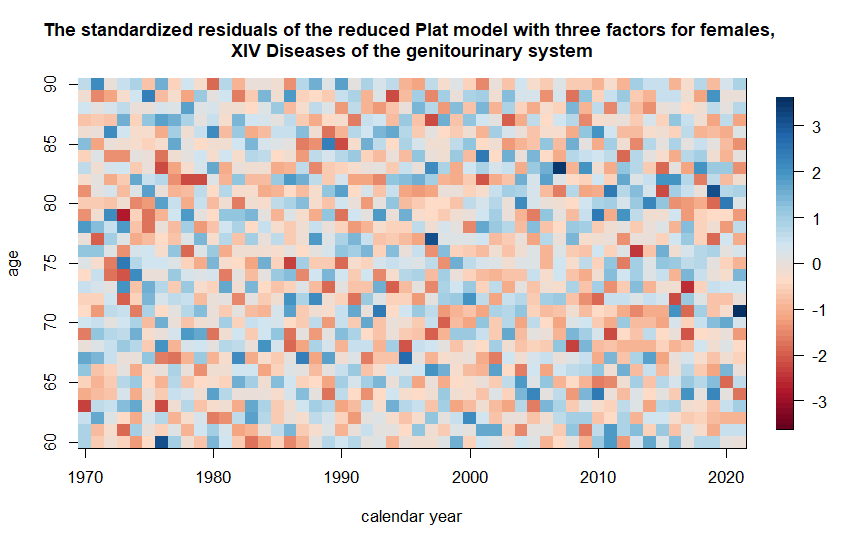 The standardized residuals of the reduced Plat model with three factors for females,
XIV Diseases of the genitourinary system
90
85
80
75
70
65
60
age
1970 1980 1990 2000 2010 2020
calendar year
3
2
1
0
-1
-2
-3